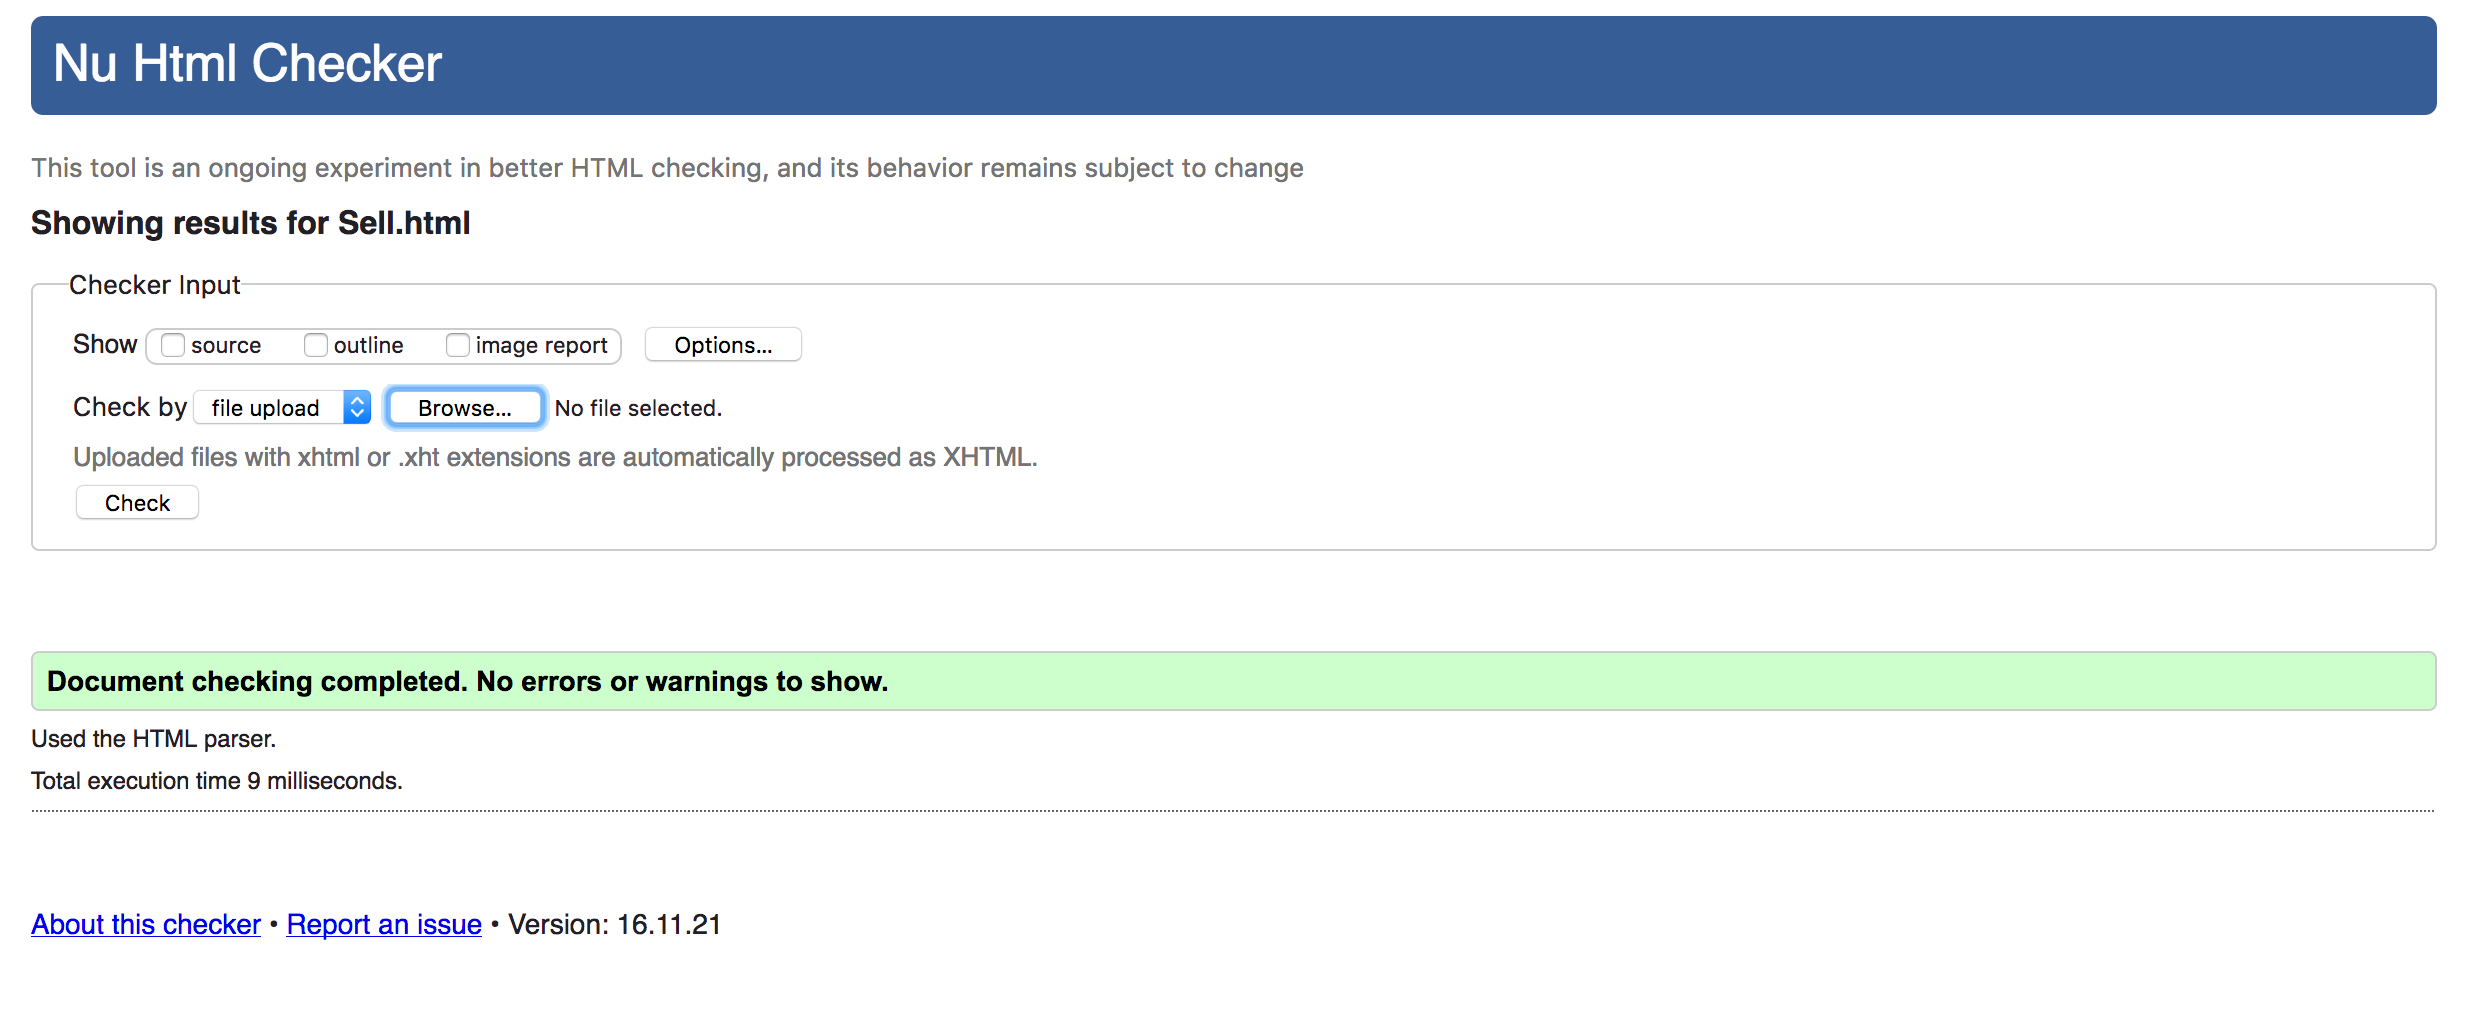 Nu Html Checker
This tool is an ongoing experiment in better HTML checking, and its behavior remains subject to change
Showing results for Sell.html
Checker Input
Show source outline image report Options...
Check by file upload Browse... No file selected.
Uploaded files with xhtml or .xht extensions are automatically processed as XHTML.
Check
Document checking completed. No errors or warnings to show.
Used the HTML parser.
Total execution time 9 milliseconds.
About this checker • Report an issue • Version: 16.11.21